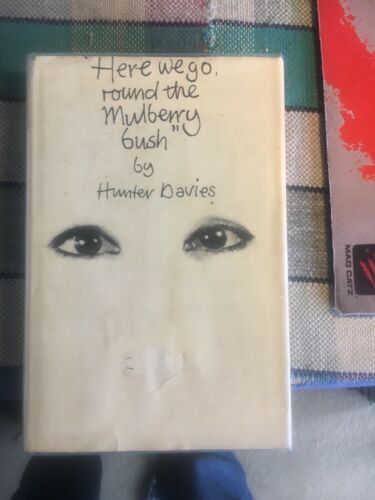 "Here we go,
round the
Mulberry
bush"
by
Hunter Davies
MAD CATZ